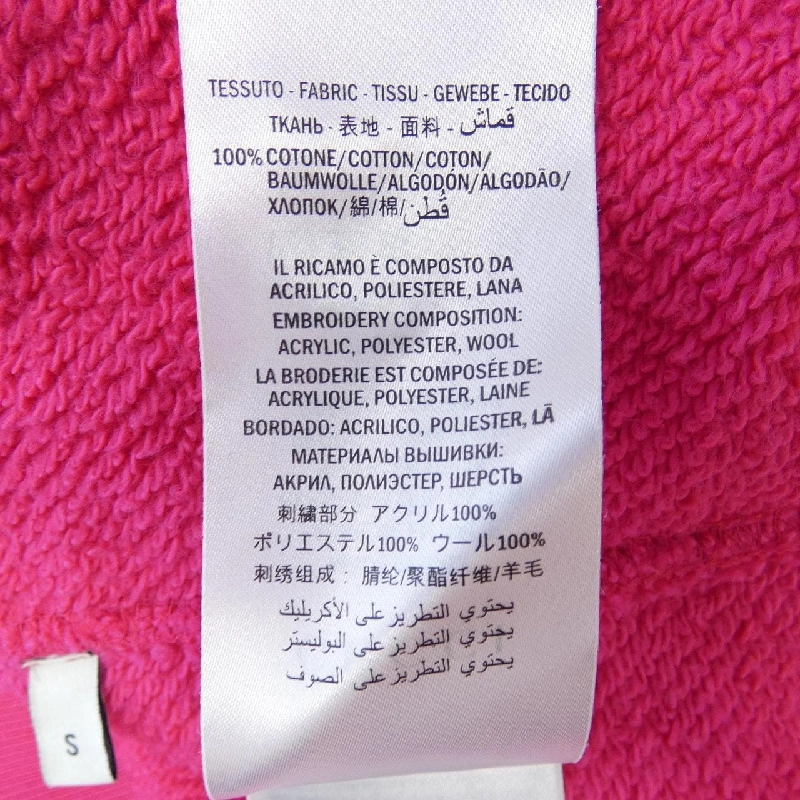 TESSUTO - FABRIC - TISSU - GEWEBE - TECIDO
ТКАНЬ - 表地 - 面料 - قماش
100% COTONE/COTTON/COTON/
BAUMWOLLE/ALGODÓN/ALGODÃO/
ХЛОПОК/綿/棉/قطن
IL RICAMO È COMPOSTO DA
ACRILICO, POLIESTERE, LANA
EMBROIDERY COMPOSITION:
ACRYLIC, POLYESTER, WOOL
LA BRODERIE EST COMPOSÉE DE:
ACRYLIQUE, POLYESTER, LAINE
BORDADO: ACRILICO, POLIESTER, LÃ
МАТЕРИАЛЫ ВЫШИВКИ:
АКРИЛ, ПОЛИЭСТЕР, ШЕРСТЬ
刺繍部分 アクリル100%
ポリエステル100% ウール100%
刺绣组成：腈纶/聚酯纤维/羊毛
يحتوي التطريز على الأكريليك
يحتوي التطريز على البوليستر
يحتوي التطريز على الصوف
S